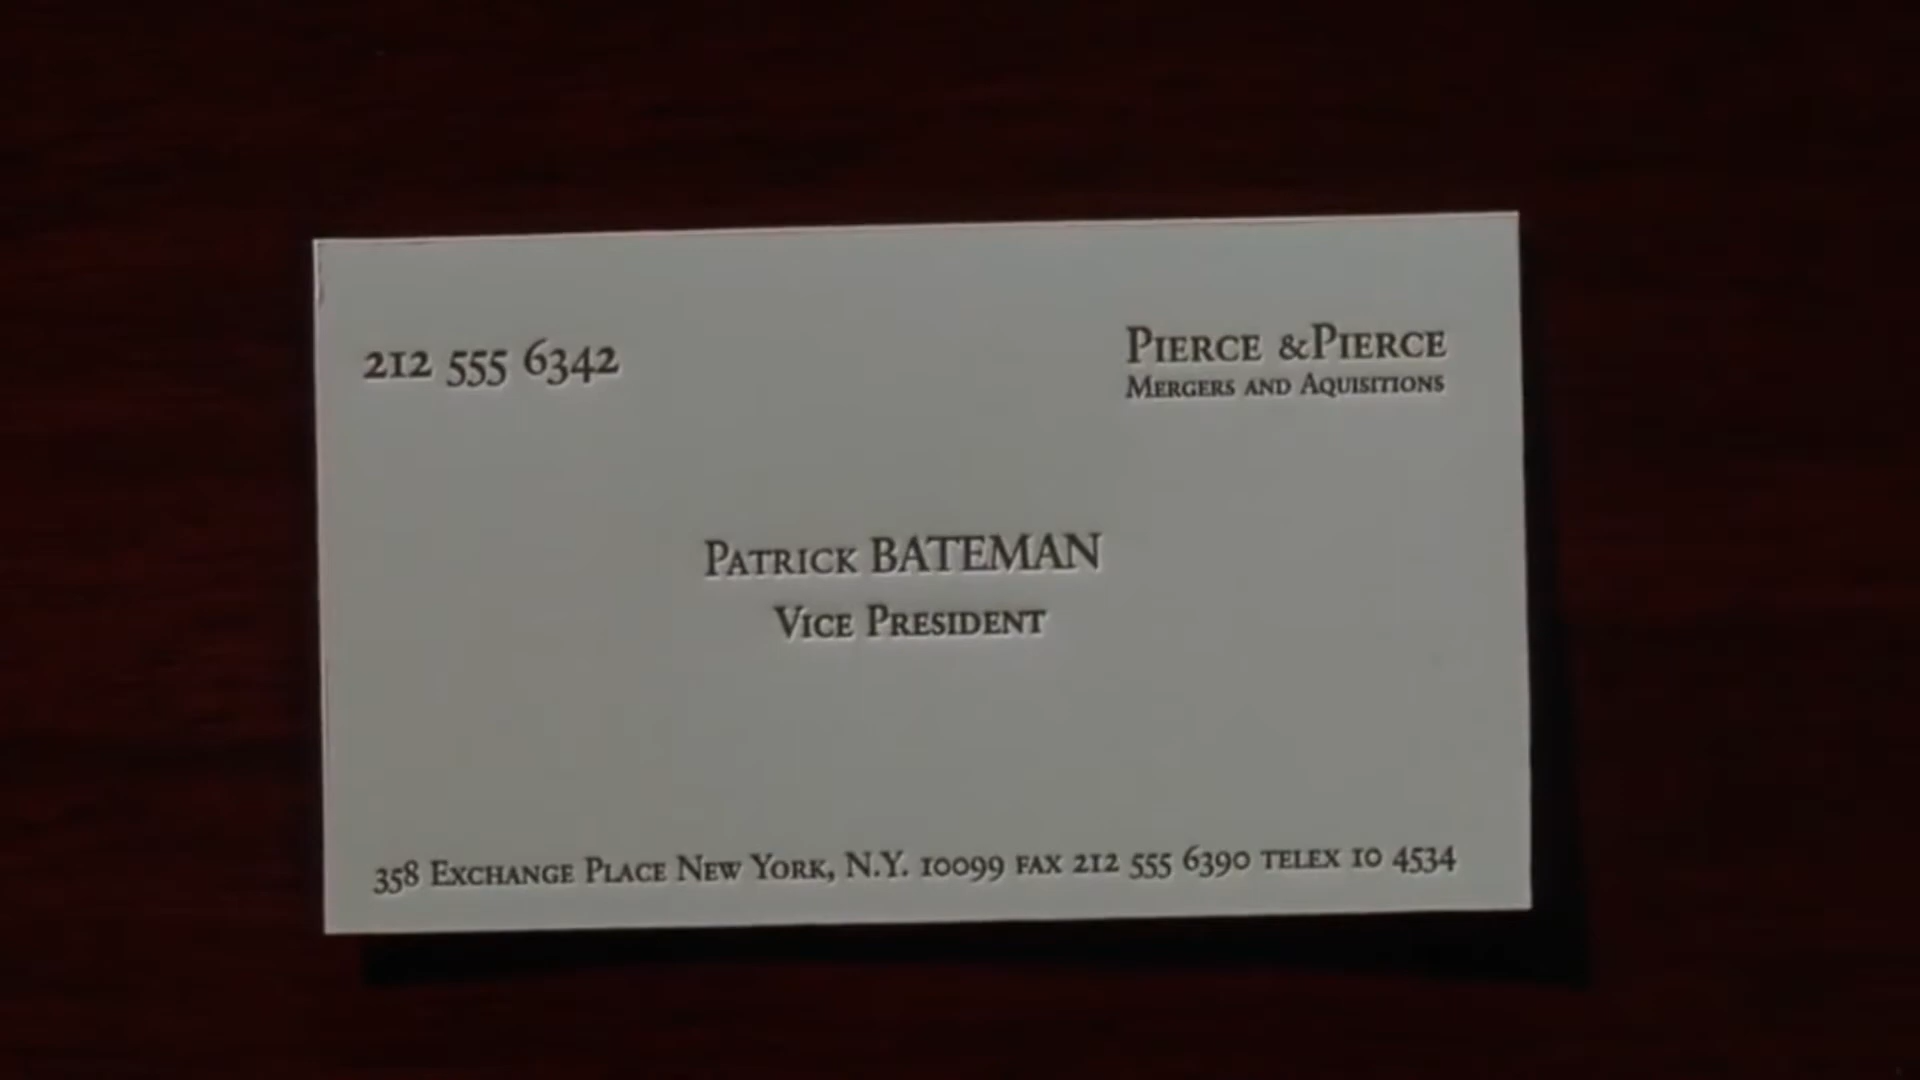 212 555 6342
PIERCE &PIERCE
MERGERS AND AQUISITIONS
PATRICK BATEMAN
VICE PRESIDENT
358 EXCHANGE PLACE NEW YORK, N.Y. 10099 FAX 212 555 6390 TELEX 10 4534